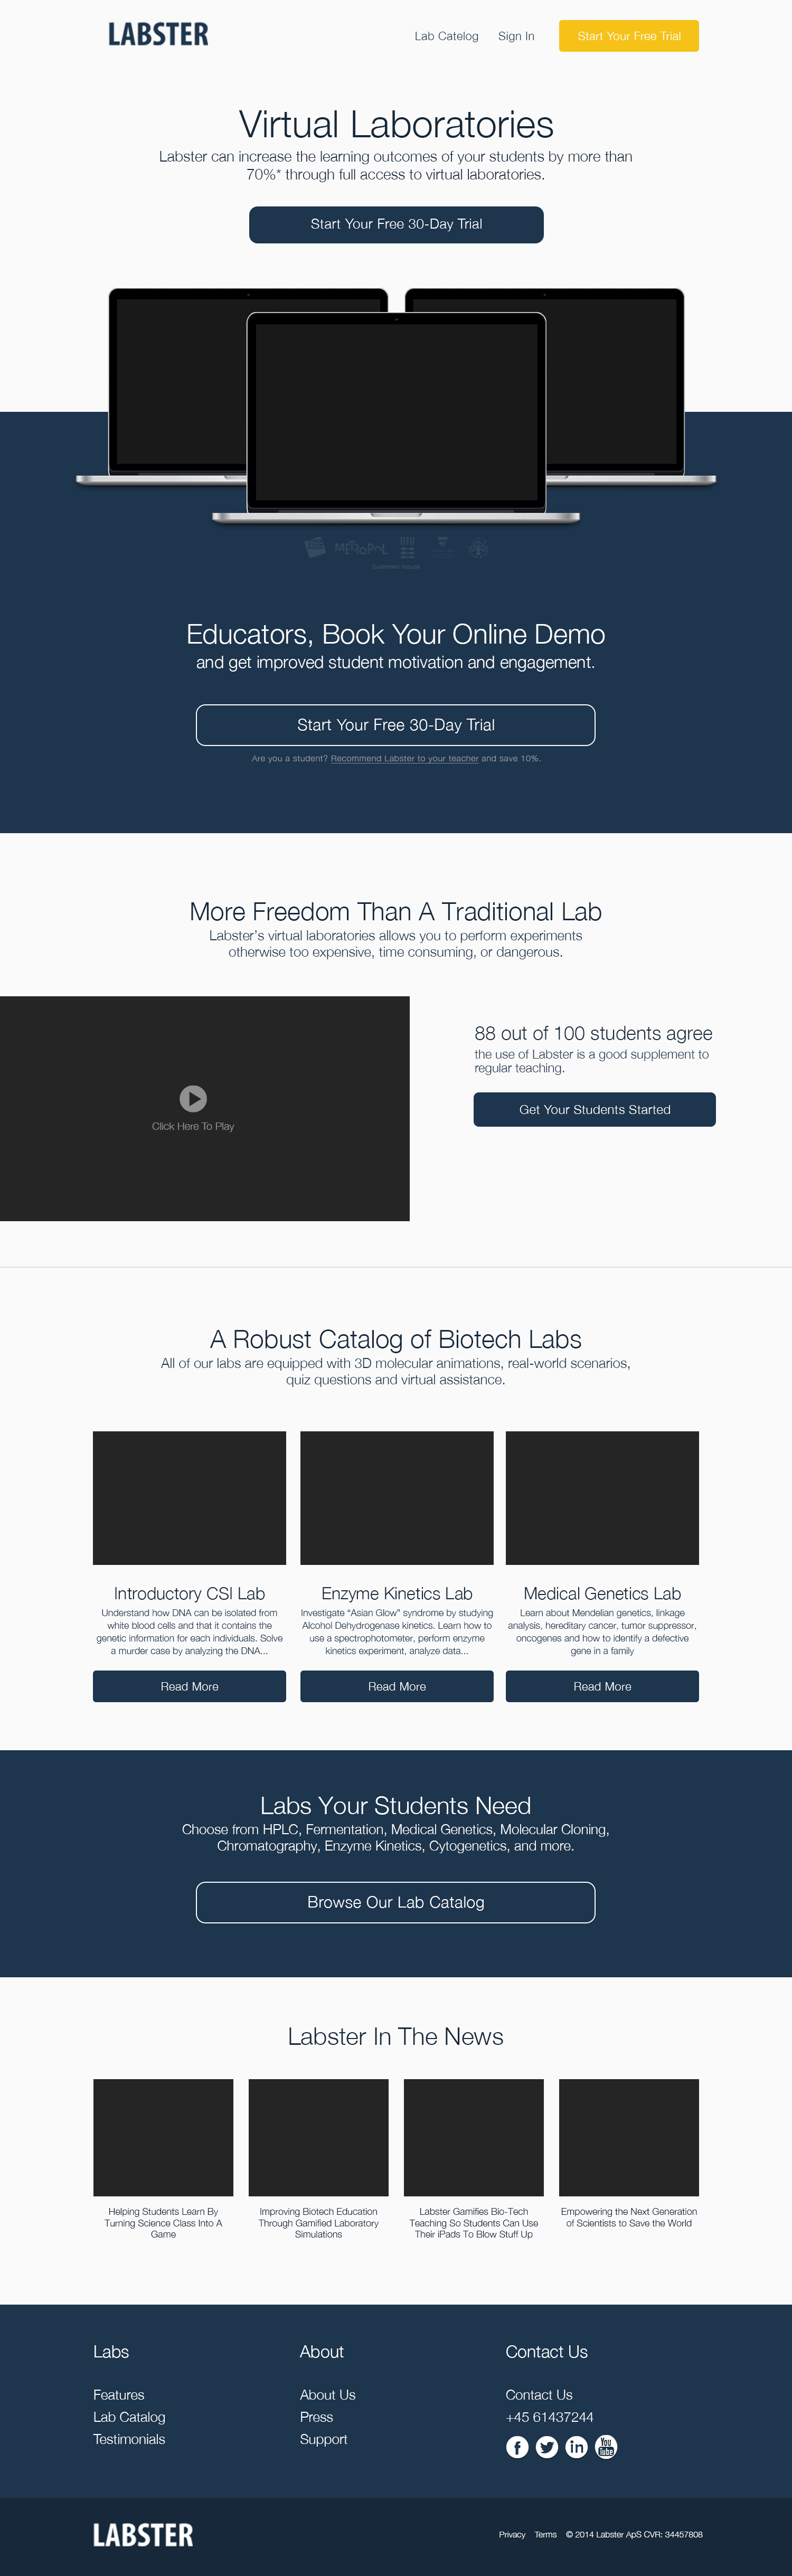 LABSTER
Lab Catelog
Sign In
Start Your Free Trial
Virtual Laboratories
Labster can increase the learning outcomes of your students by more than
70%* through full access to virtual laboratories.
Start Your Free 30-Day Trial
METROPOL
Educators, Book Your Online Demo
and get improved student motivation and engagement.
Start Your Free 30-Day Trial
Are you a student? Recommend Labster to your teacher and save 10%.
More Freedom Than A Traditional Lab
Labster's virtual laboratories allows you to perform experiments
otherwise too expensive, time consuming, or dangerous.
Click Here To Play
88 out of 100 students agree
the use of Labster is a good supplement to
regular teaching.
Get Your Students Started
A Robust Catalog of Biotech Labs
All of our labs are equipped with 3D molecular animations, real-world scenarios,
quiz questions and virtual assistance.
Introductory CSI Lab
Understand how DNA can be isolated from
white blood cells and that it contains the
genetic information for each individuals. Solve
a murder case by analyzing the DNA...
Read More
Enzyme Kinetics Lab
Investigate “Asian Glow” syndrome by studying
Alcohol Dehydrogenase kinetics. Learn how to
use a spectrophotometer, perform enzyme
kinetics experiment, analyze data...
Read More
Medical Genetics Lab
Learn about Mendelian genetics, linkage
analysis, hereditary cancer, tumor suppressor,
oncogenes and how to identify a defective
gene in a family
Read More
Labs Your Students Need
Choose from HPLC, Fermentation, Medical Genetics, Molecular Cloning,
Chromatography, Enzyme Kinetics, Cytogenetics, and more.
Browse Our Lab Catalog
Labster In The News
Helping Students Learn By
Turning Science Class Into A
Game
Improving Biotech Education
Through Gamified Laboratory
Simulations
Labster Gamifies Bio-Tech
Teaching So Students Can Use
Their iPads To Blow Stuff Up
Empowering the Next Generation
of Scientists to Save the World
Labs
Features
Lab Catalog
Testimonials
About
About Us
Press
Support
Contact Us
Contact Us
+45 61437244
You
Tube
LABSTER
Privacy
Terms
© 2014 Labster ApS CVR: 34457808